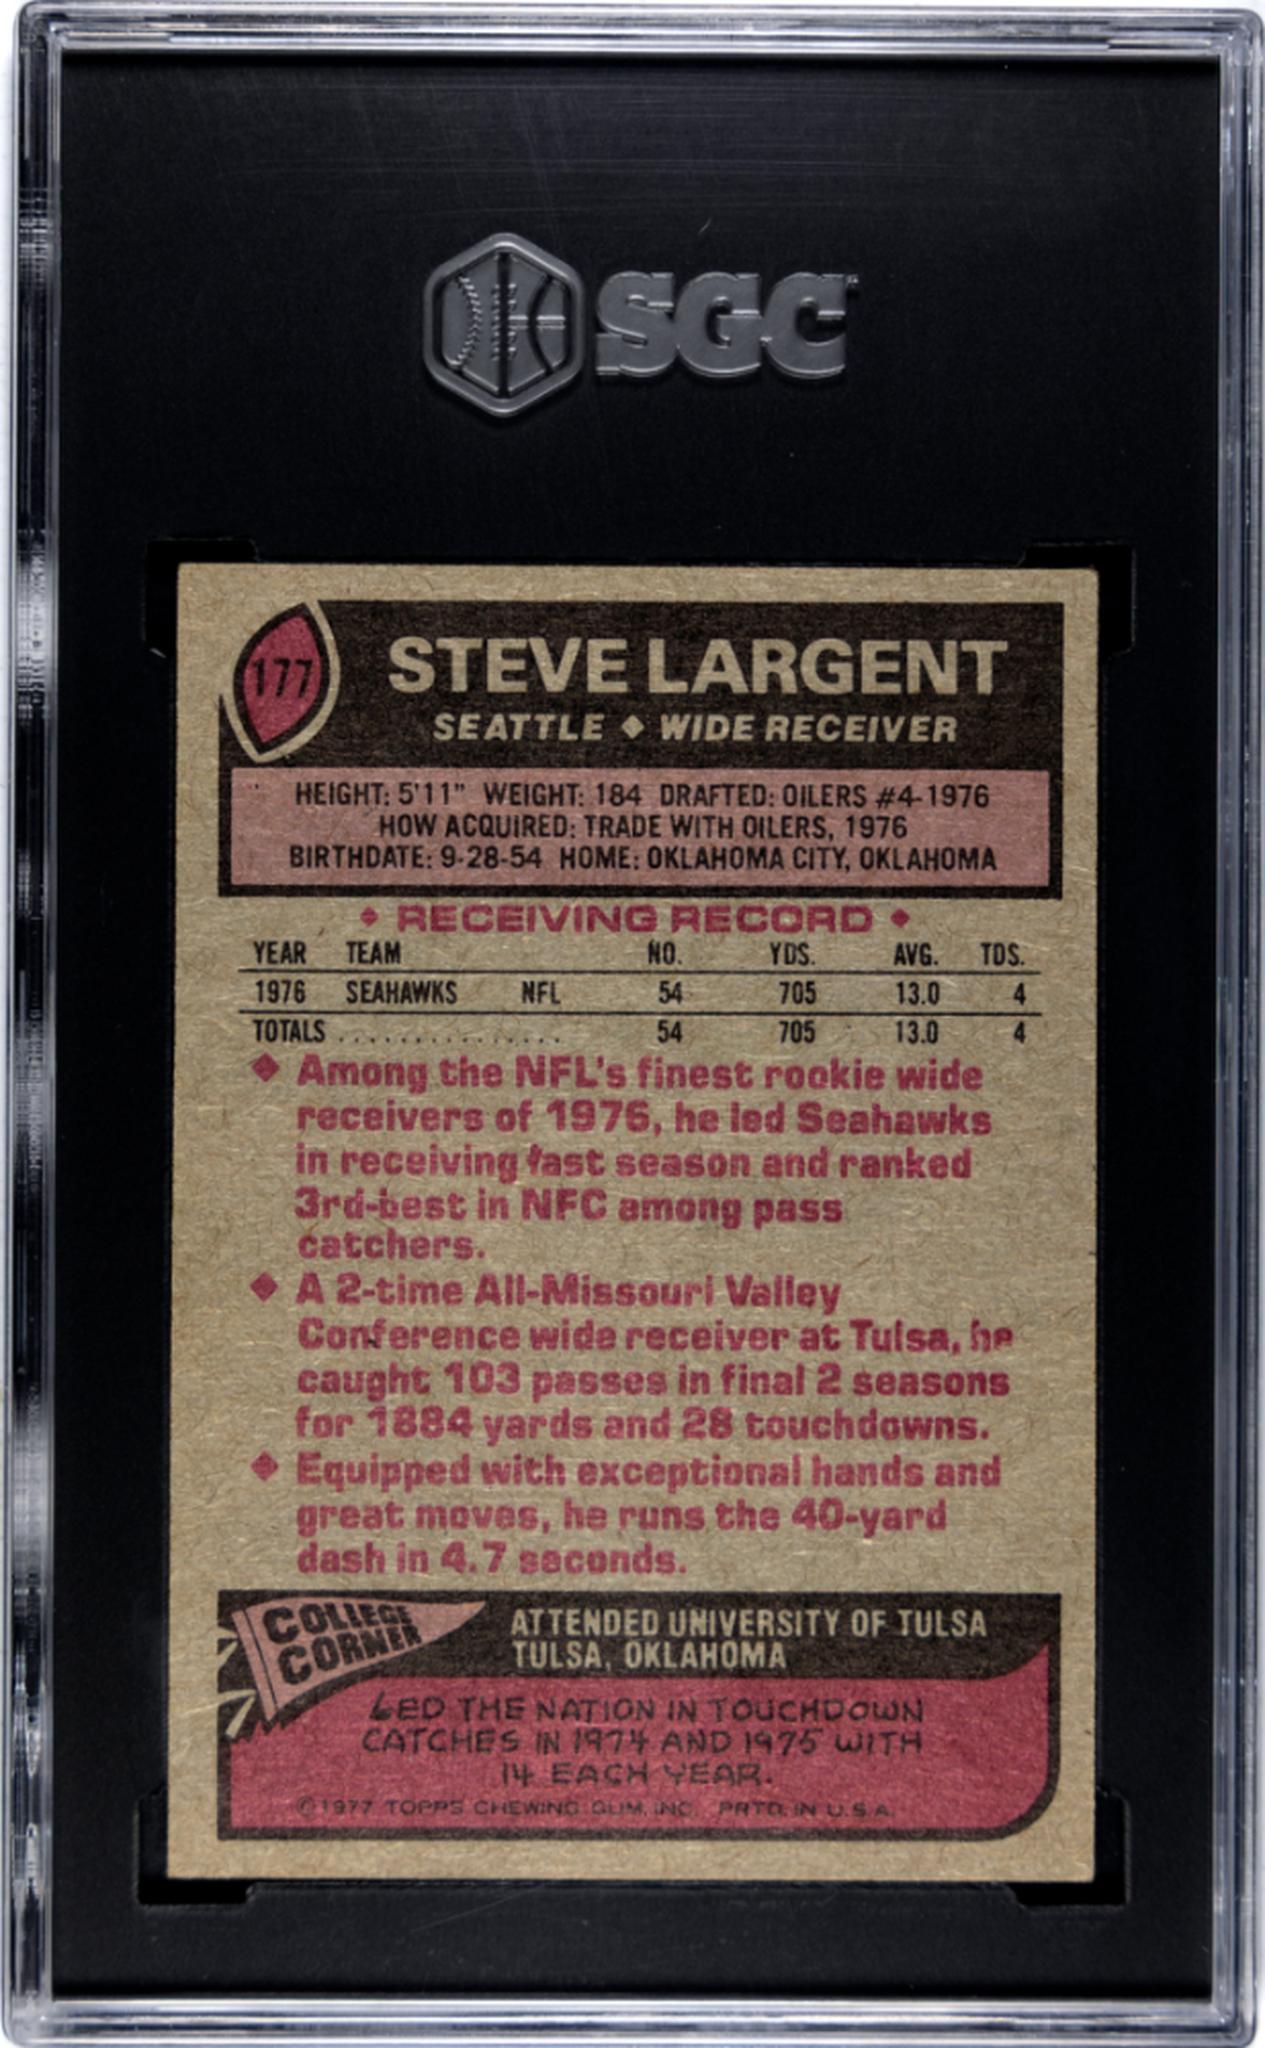 SGC
177
STEVE LARGENT
SEATTLE ◆ WIDE RECEIVER
HEIGHT: 5'11" WEIGHT: 184 DRAFTED: OILERS #4-1976
HOW ACQUIRED: TRADE WITH OILERS, 1976
BIRTHDATE: 9-28-54 HOME: OKLAHOMA CITY, OKLAHOMA
◆ RECEIVING RECORD ◆
YEAR TEAM NO. YDS. AVG. TDS.
1976 SEAHAWKS NFL 54 705 13.0 4
TOTALS ............... 54 705 13.0 4
◆ Among the NFL's finest rookie wide
receivers of 1976, he led Seahawks
in receiving last season and ranked
3rd-best in NFC among pass
catchers.
◆ A 2-time All-Missouri Valley
Conference wide receiver at Tulsa, he
caught 103 passes in final 2 seasons
for 1884 yards and 28 touchdowns.
◆ Equipped with exceptional hands and
great moves, he runs the 40-yard
dash in 4.7 seconds.
COLLEGE
CORNER
ATTENDED UNIVERSITY OF TULSA
TULSA, OKLAHOMA
LED THE NATION IN TOUCHDOWN
CATCHES IN 1974 AND 1975 WITH
14 EACH YEAR.
©1977 TOPPS CHEWING GUM, INC. PRTD. IN U.S.A.